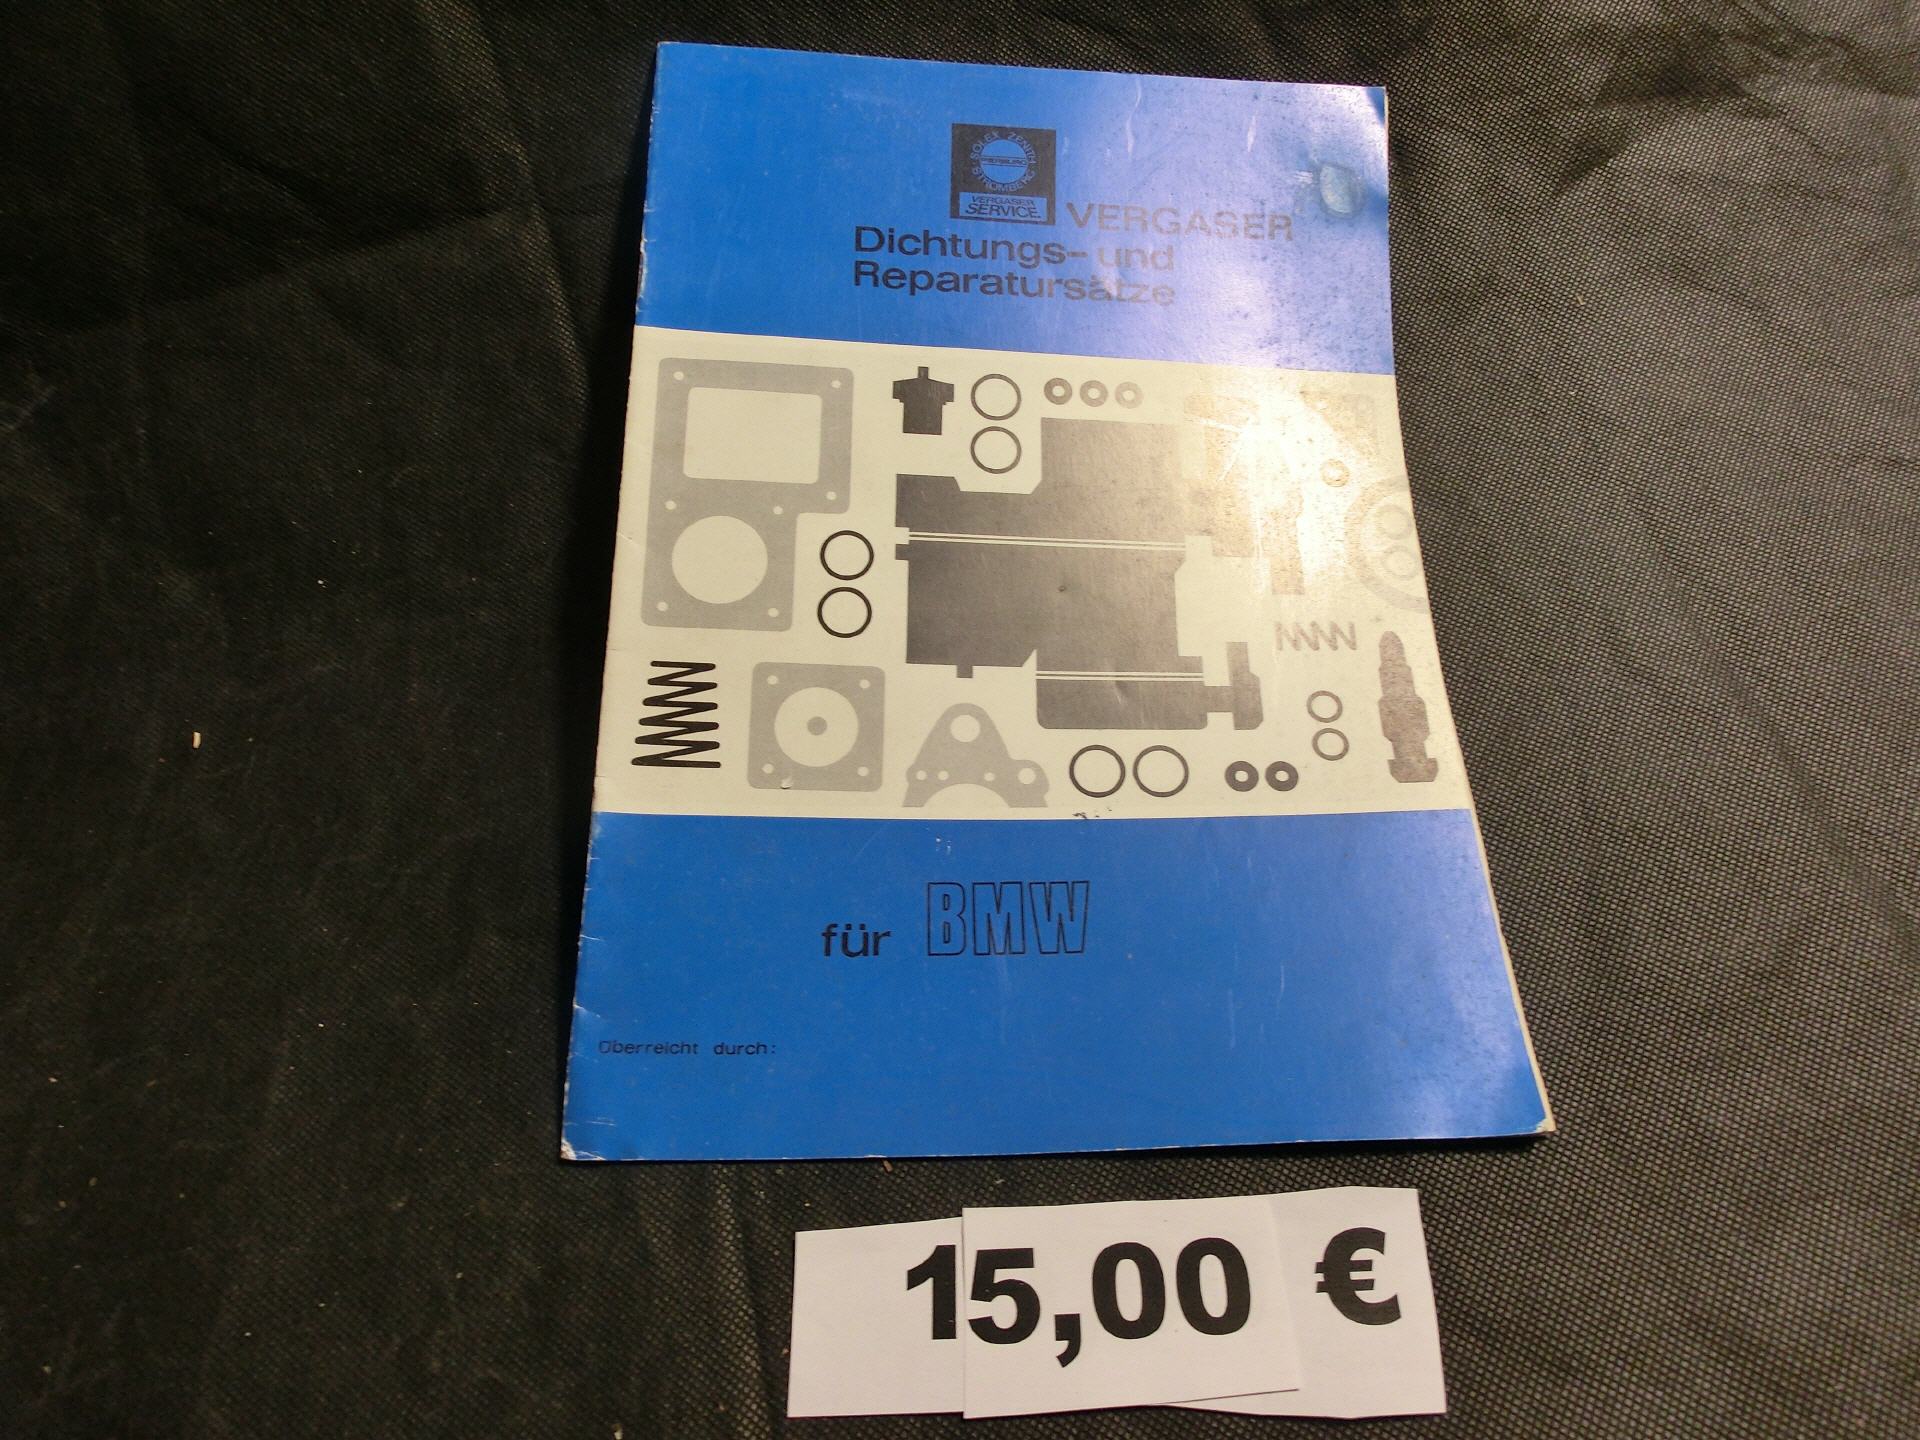 SOLEX ZENITH
PIERBURG
STROMBERG
VERGASER
SERVICE
VERGASER
Dichtungs- und
Reparatursätze
für BMW
Überreicht durch:
15,00 €